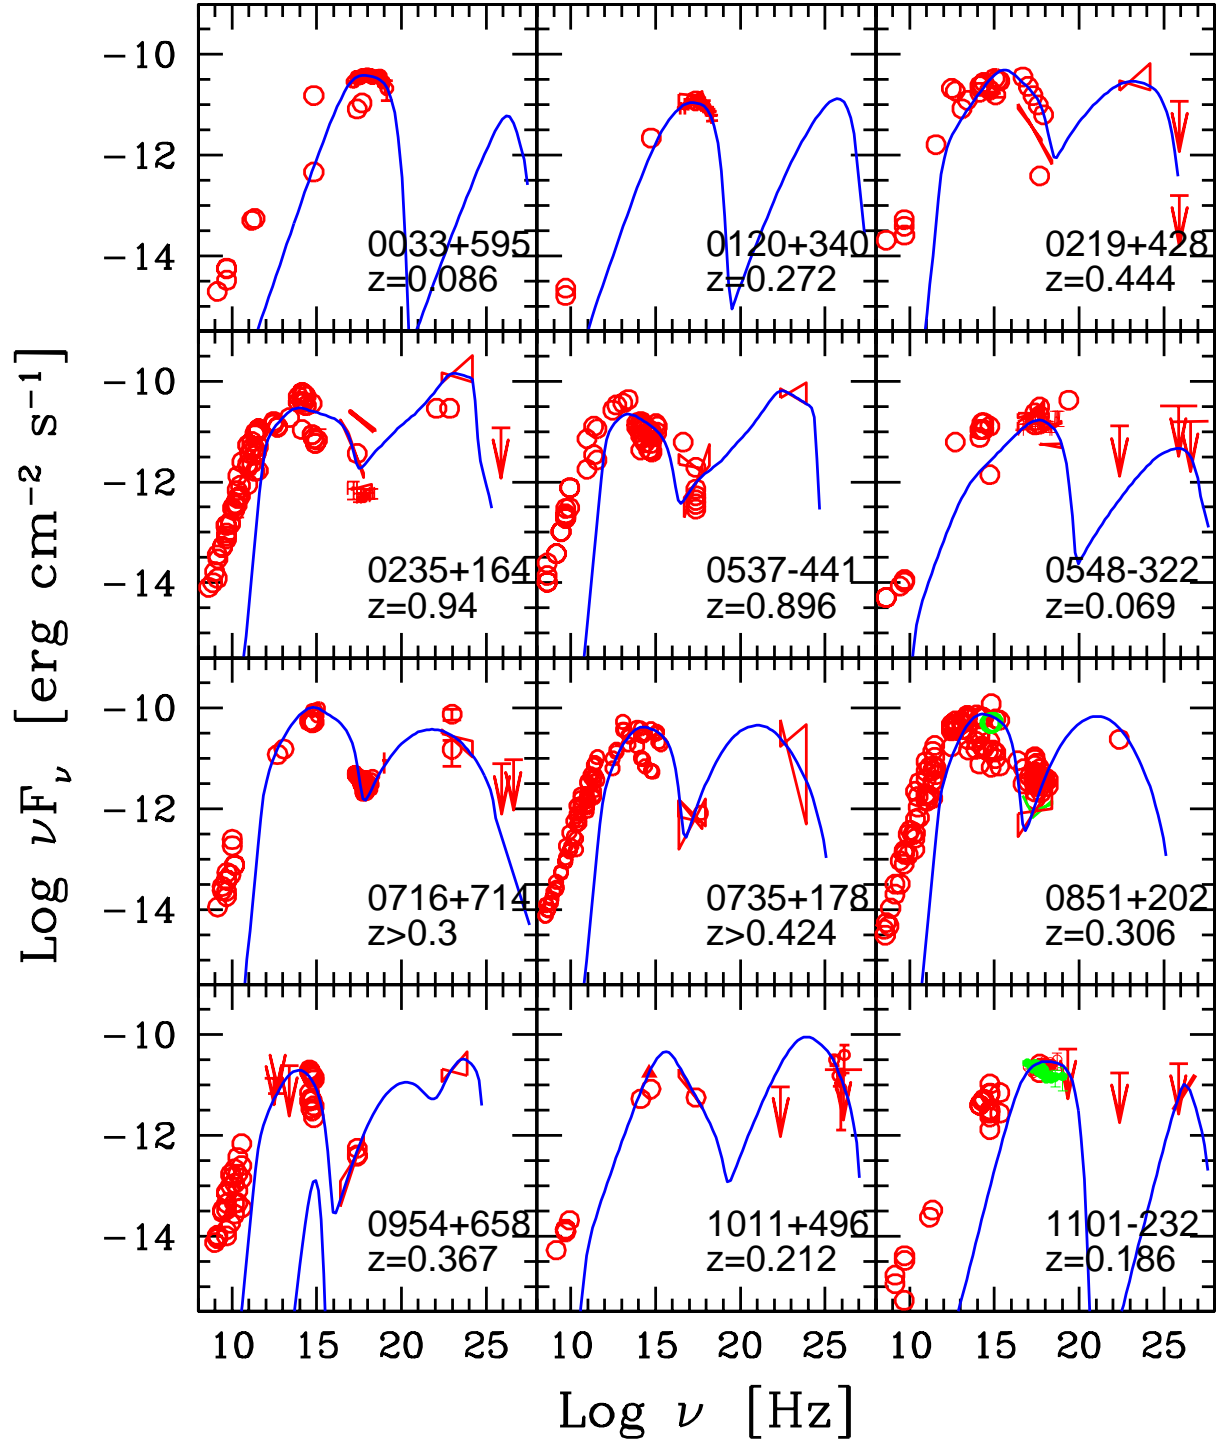 Log νFν [erg cm−2 s−1]
−10
−12
−14
0033+595
z=0.086
0120+340
z=0.272
0219+428
z=0.444
−10
−12
−14
0235+164
z=0.94
0537-441
z=0.896
0548-322
z=0.069
−10
−12
−14
0716+714
z>0.3
0735+178
z>0.424
0851+202
z=0.306
−10
−12
−14
0954+658
z=0.367
1011+496
z=0.212
1101-232
z=0.186
10 15 20 25 10 15 20 25 10 15 20 25
Log ν [Hz]